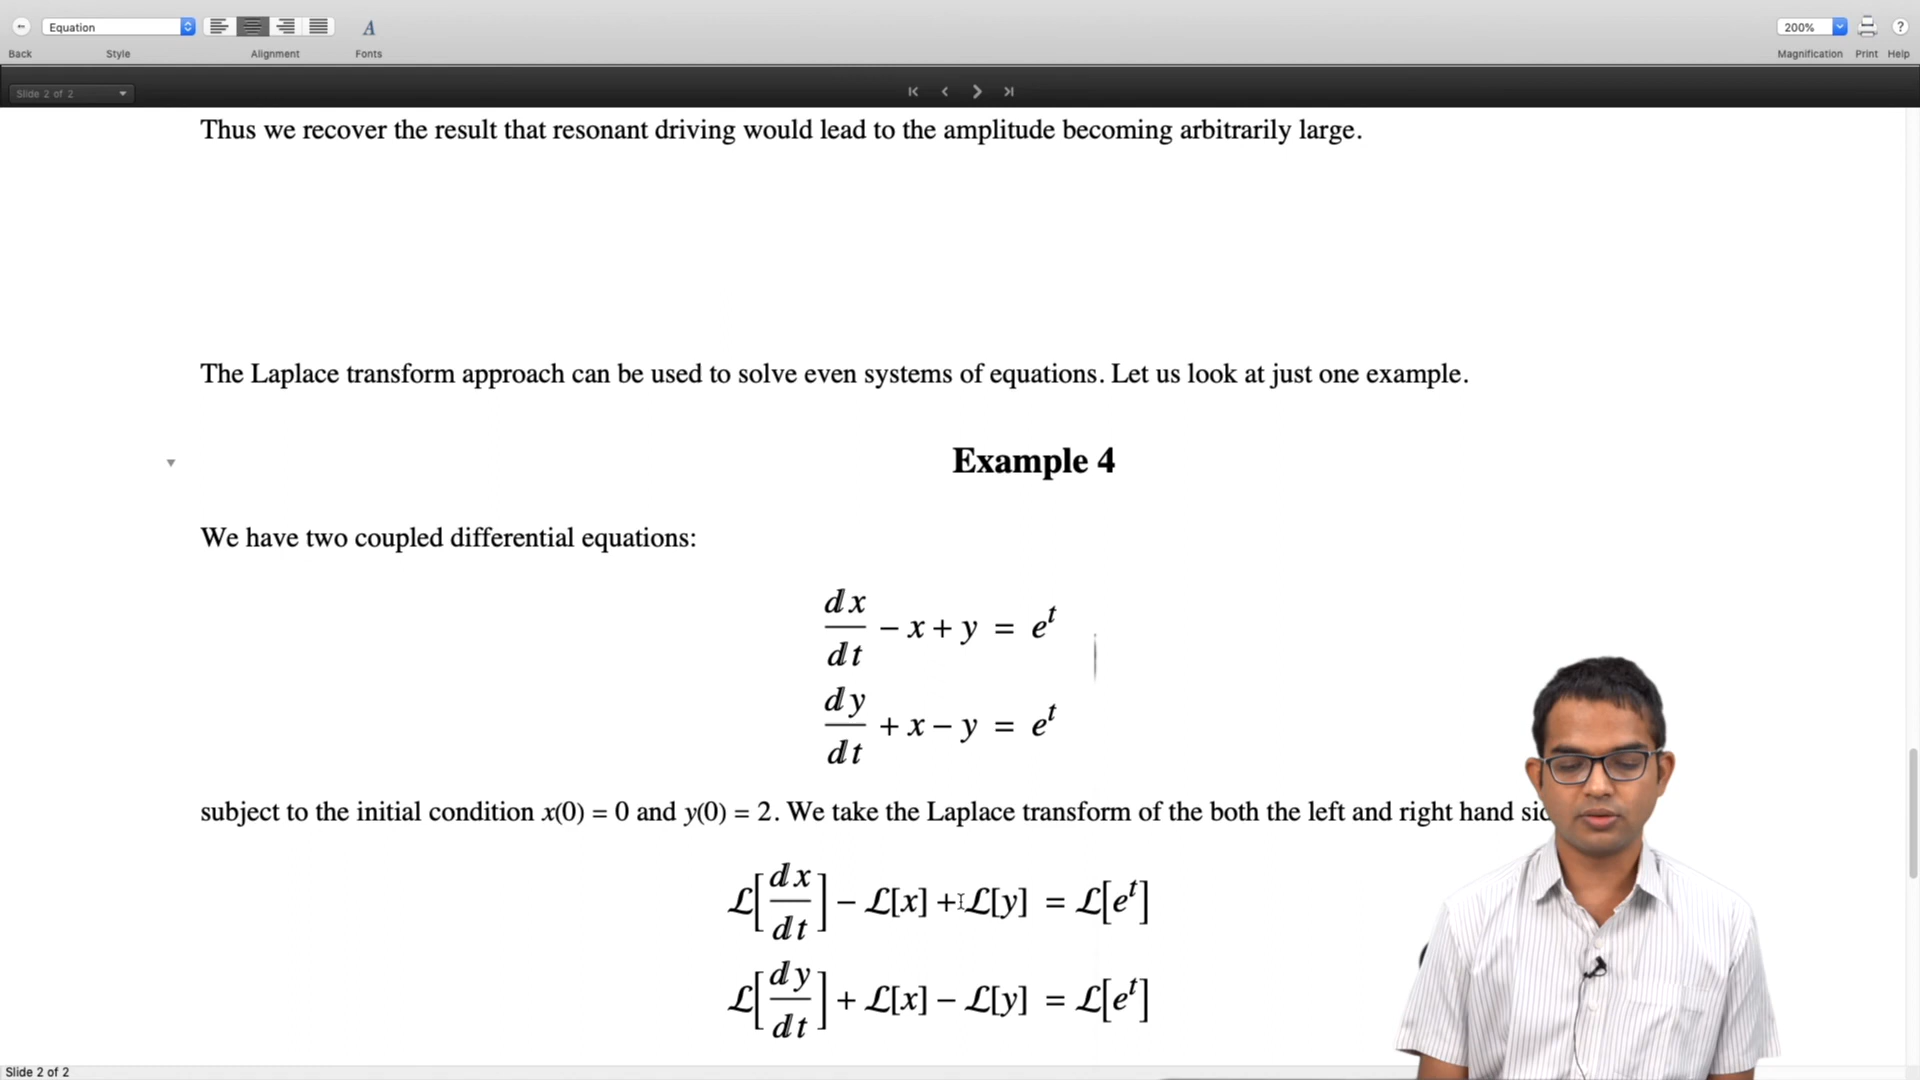 Equation
200%
Back Style Alignment Fonts Magnification Print Help
Slide 2 of 2
Thus we recover the result that resonant driving would lead to the amplitude becoming arbitrarily large.
The Laplace transform approach can be used to solve even systems of equations. Let us look at just one example.
Example 4
We have two coupled differential equations:
dx/dt − x + y = e^t
dy/dt + x − y = e^t
subject to the initial condition x(0) = 0 and y(0) = 2. We take the Laplace transform of the both the left and right hand
ℒ[dx/dt] − ℒ[x] + ℒ[y] = ℒ[e^t]
ℒ[dy/dt] + ℒ[x] − ℒ[y] = ℒ[e^t]
Slide 2 of 2